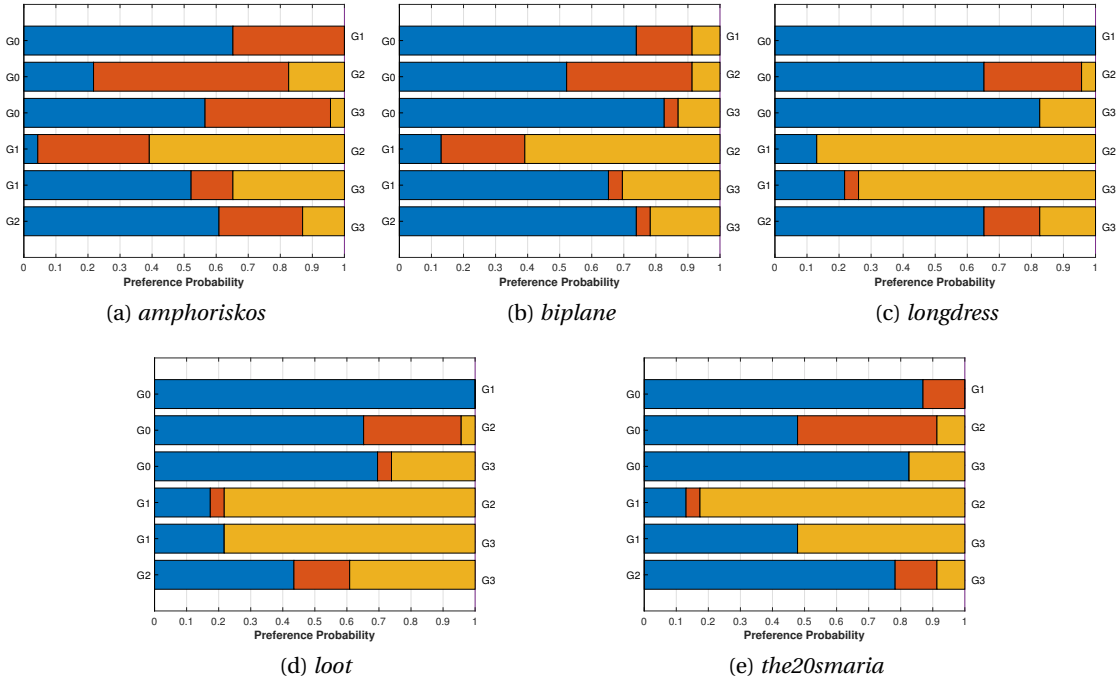 G0 G1
G0 G2
G0 G3
G1 G2
G1 G3
G2 G3
0 0.1 0.2 0.3 0.4 0.5 0.6 0.7 0.8 0.9 1
Preference Probability
(a) amphoriskos
G0 G1
G0 G2
G0 G3
G1 G2
G1 G3
G2 G3
0 0.1 0.2 0.3 0.4 0.5 0.6 0.7 0.8 0.9 1
Preference Probability
(b) biplane
G0 G1
G0 G2
G0 G3
G1 G2
G1 G3
G2 G3
0 0.1 0.2 0.3 0.4 0.5 0.6 0.7 0.8 0.9 1
Preference Probability
(c) longdress
G0 G1
G0 G2
G0 G3
G1 G2
G1 G3
G2 G3
0 0.1 0.2 0.3 0.4 0.5 0.6 0.7 0.8 0.9 1
Preference Probability
(d) loot
G0 G1
G0 G2
G0 G3
G1 G2
G1 G3
G2 G3
0 0.1 0.2 0.3 0.4 0.5 0.6 0.7 0.8 0.9 1
Preference Probability
(e) the20smaria